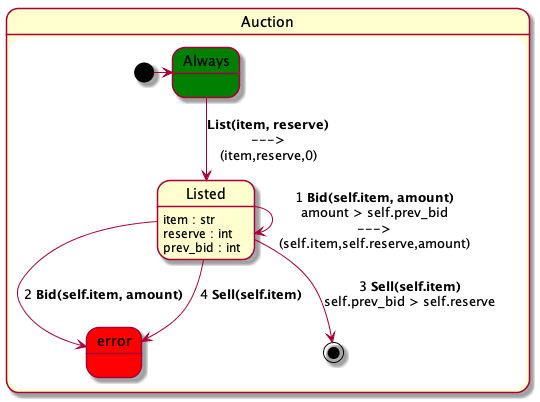 Auction
Always
List(item, reserve)
--->
(item,reserve,0)
Listed
item : str
reserve : int
prev_bid : int
1 Bid(self.item, amount)
amount > self.prev_bid
--->
(self.item,self.reserve,amount)
2 Bid(self.item, amount)
4 Sell(self.item)
3 Sell(self.item)
self.prev_bid > self.reserve
error